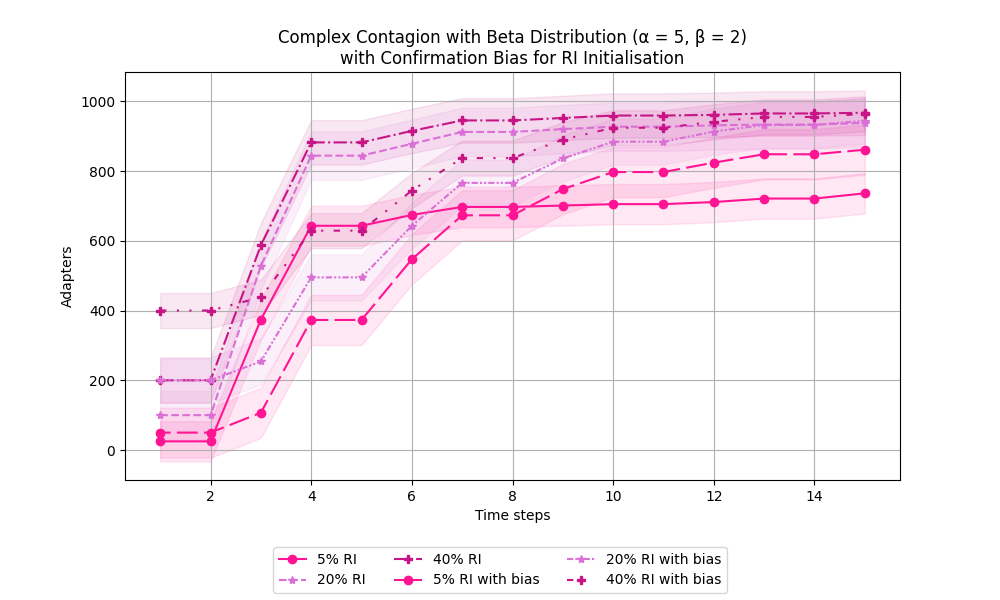 Complex Contagion with Beta Distribution (α = 5, β = 2)
with Confirmation Bias for RI Initialisation
Adapters
1000
800
600
400
200
0
2 4 6 8 10 12 14
Time steps
5% RI 40% RI 20% RI with bias
20% RI 5% RI with bias 40% RI with bias